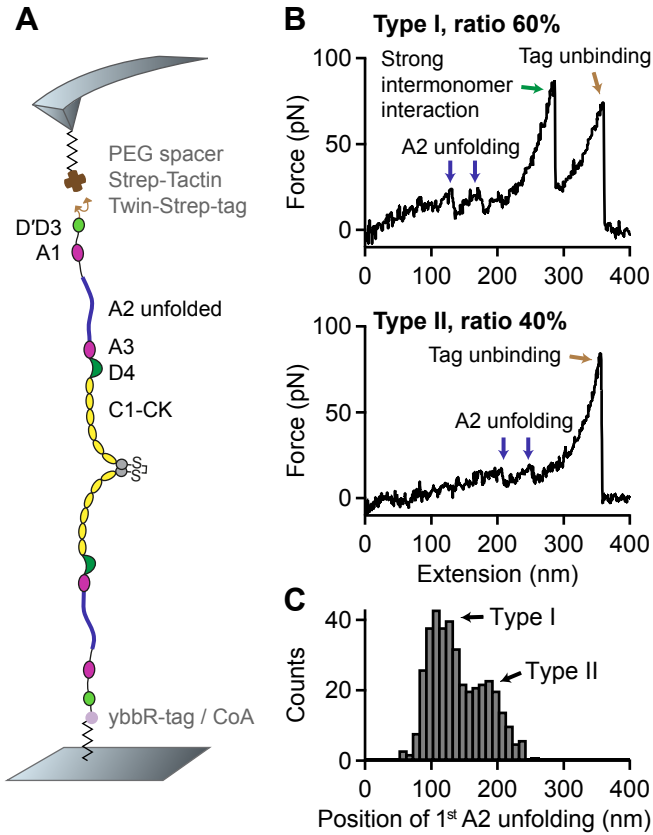 A
PEG spacer
Strep-Tactin
Twin-Strep-tag
D'D3
A1
A2 unfolded
A3
D4
C1-CK
S
S
ybbR-tag / CoA
B
Type I, ratio 60%
Strong
intermonomer
interaction
Tag unbinding
A2 unfolding
Force (pN)
100
50
0
0 100 200 300 400
Type II, ratio 40%
Tag unbinding
A2 unfolding
Force (pN)
100
50
0
0 100 200 300 400
Extension (nm)
C
Type I
Type II
Counts
40
20
0
0 100 200 300 400
Position of 1st A2 unfolding (nm)